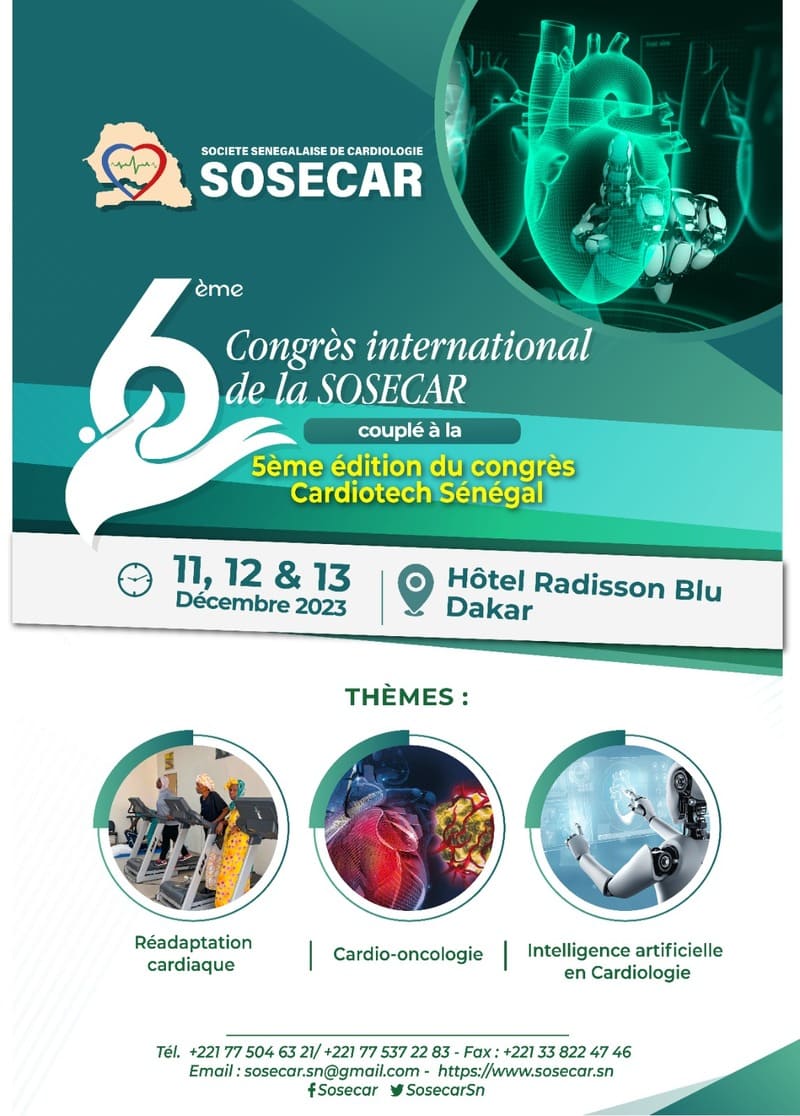 SOCIETE SENEGALAISE DE CARDIOLOGIE
SOSECAR
6ème
Congrès international
de la SOSECAR
couplé à la
5ème édition du congrès
Cardiotech Sénégal
11, 12 & 13
Décembre 2023
Hôtel Radisson Blu
Dakar
THÈMES :
Réadaptation
cardiaque
Cardio-oncologie
Intelligence artificielle
en Cardiologie
Tél. +221 77 504 63 21/ +221 77 537 22 83 - Fax : +221 33 822 47 46
Email : sosecar.sn@gmail.com - https://www.sosecar.sn
Sosecar SosecarSn